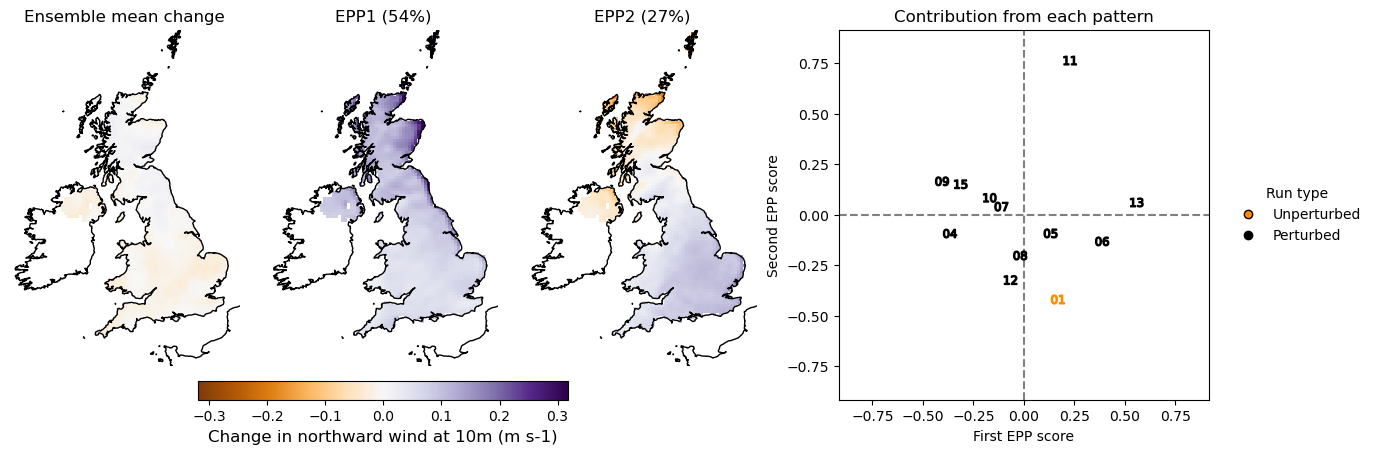 Ensemble mean change
EPP1 (54%)
EPP2 (27%)
Contribution from each pattern
−0.3 −0.2 −0.1 0.0 0.1 0.2 0.3
Change in northward wind at 10m (m s-1)
Second EPP score
0.75
0.50
0.25
0.00
−0.25
−0.50
−0.75
11
09
15
10
07
13
04
05
06
08
12
01
−0.75 −0.50 −0.25 0.00 0.25 0.50 0.75
First EPP score
Run type
Unperturbed
Perturbed